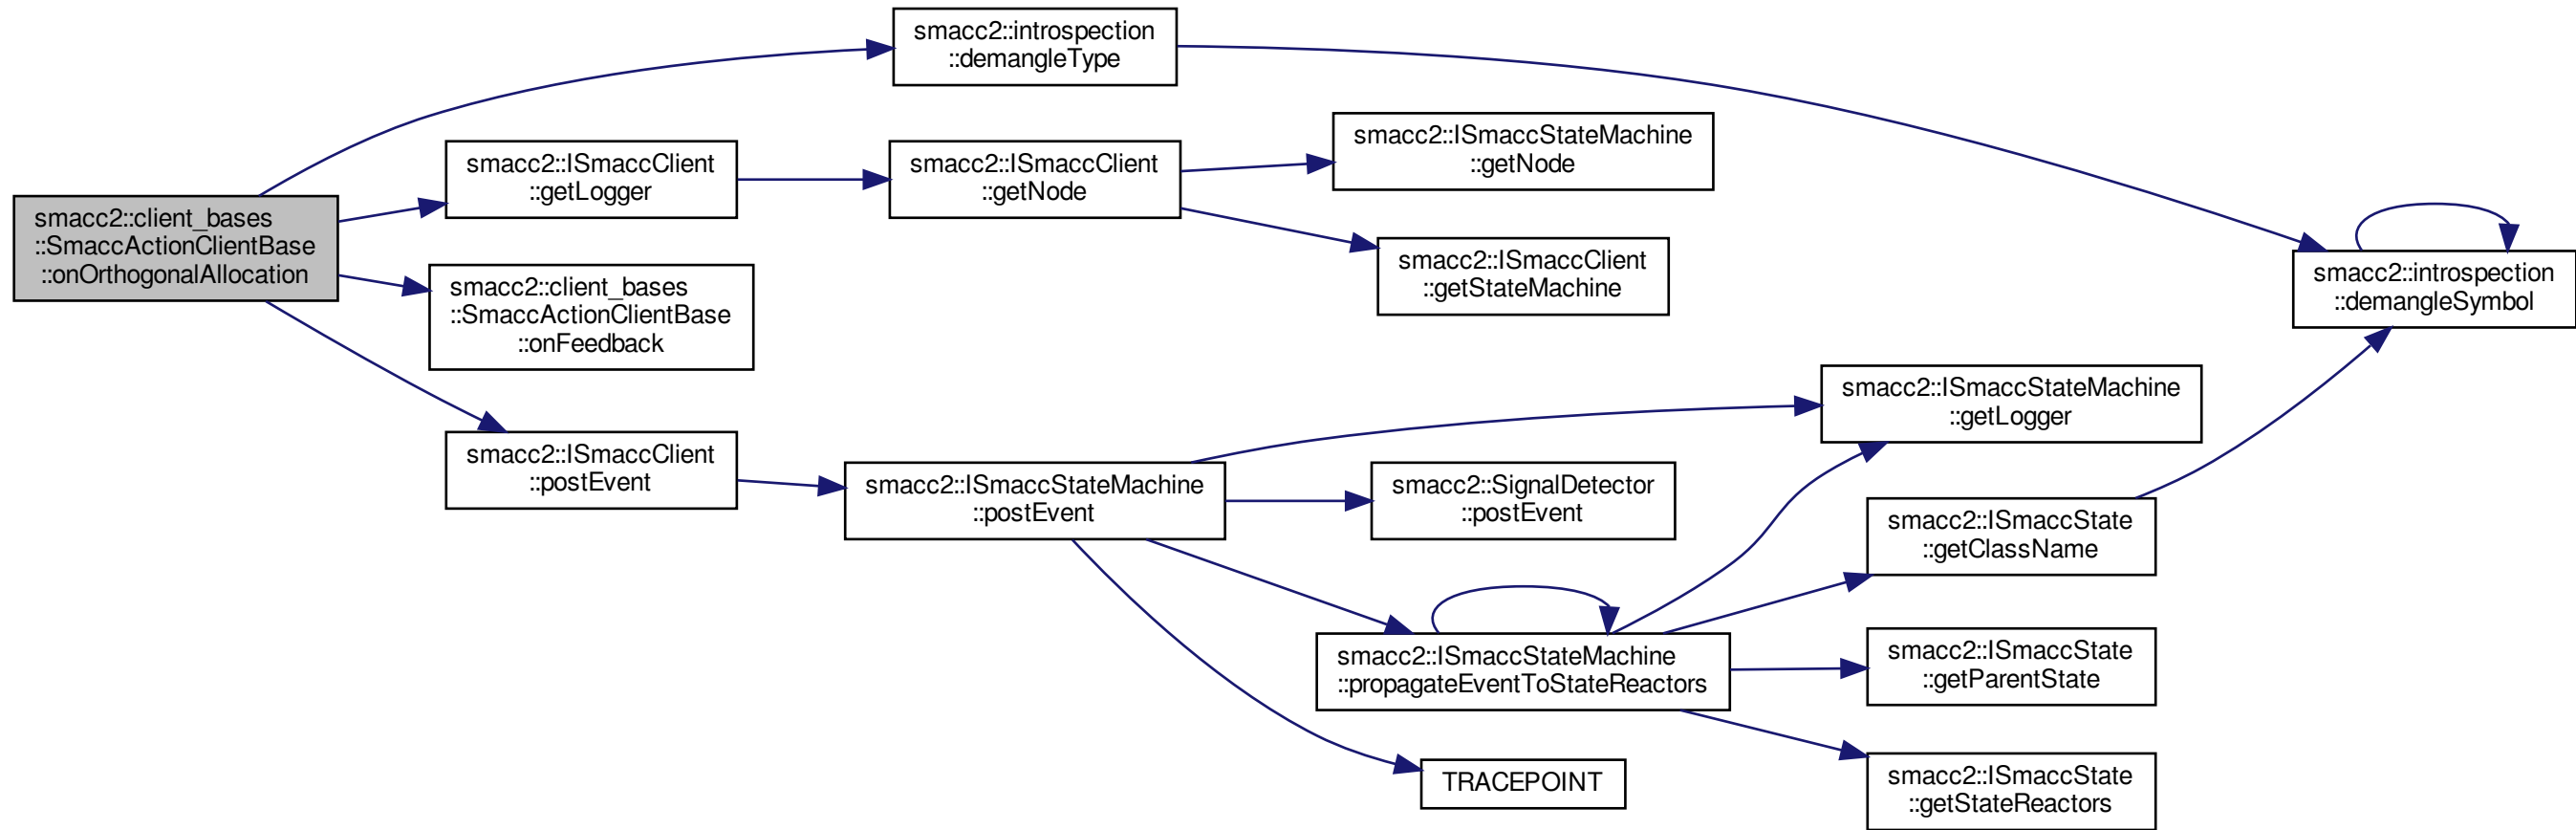 smacc2::client_bases
::SmaccActionClientBase
::onOrthogonalAllocation
smacc2::introspection
::demangleType
smacc2::ISmaccClient
::getLogger
smacc2::client_bases
::SmaccActionClientBase
::onFeedback
smacc2::ISmaccClient
::postEvent
smacc2::ISmaccClient
::getNode
smacc2::ISmaccStateMachine
::getNode
smacc2::ISmaccClient
::getStateMachine
smacc2::ISmaccStateMachine
::postEvent
smacc2::SignalDetector
::postEvent
smacc2::ISmaccStateMachine
::propagateEventToStateReactors
TRACEPOINT
smacc2::ISmaccStateMachine
::getLogger
smacc2::ISmaccState
::getClassName
smacc2::ISmaccState
::getParentState
smacc2::ISmaccState
::getStateReactors
smacc2::introspection
::demangleSymbol